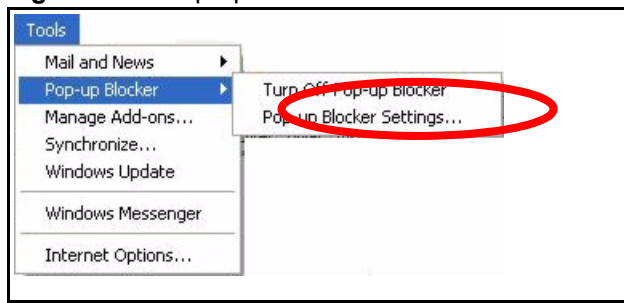 Tools
Mail and News
Pop-up Blocker
Turn Off Pop-up Blocker
Manage Add-ons...
Pop-up Blocker Settings...
Synchronize...
Windows Update
Windows Messenger
Internet Options...